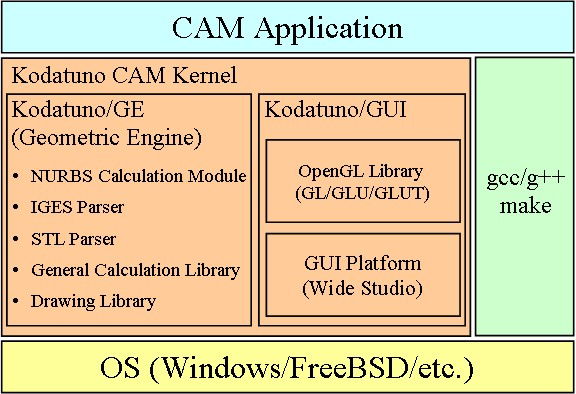 CAM Application
Kodatuno CAM Kernel
Kodatuno/GE
(Geometric Engine)
• NURBS Calculation Module
• IGES Parser
• STL Parser
• General Calculation Library
• Drawing Library
Kodatuno/GUI
OpenGL Library
(GL/GLU/GLUT)
GUI Platform
(Wide Studio)
gcc/g++
make
OS (Windows/FreeBSD/etc.)